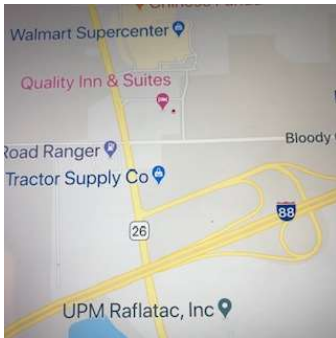 Walmart Supercenter
Quality Inn & Suites
Road Ranger
Bloody
Tractor Supply Co
88
26
UPM Raflatac, Inc